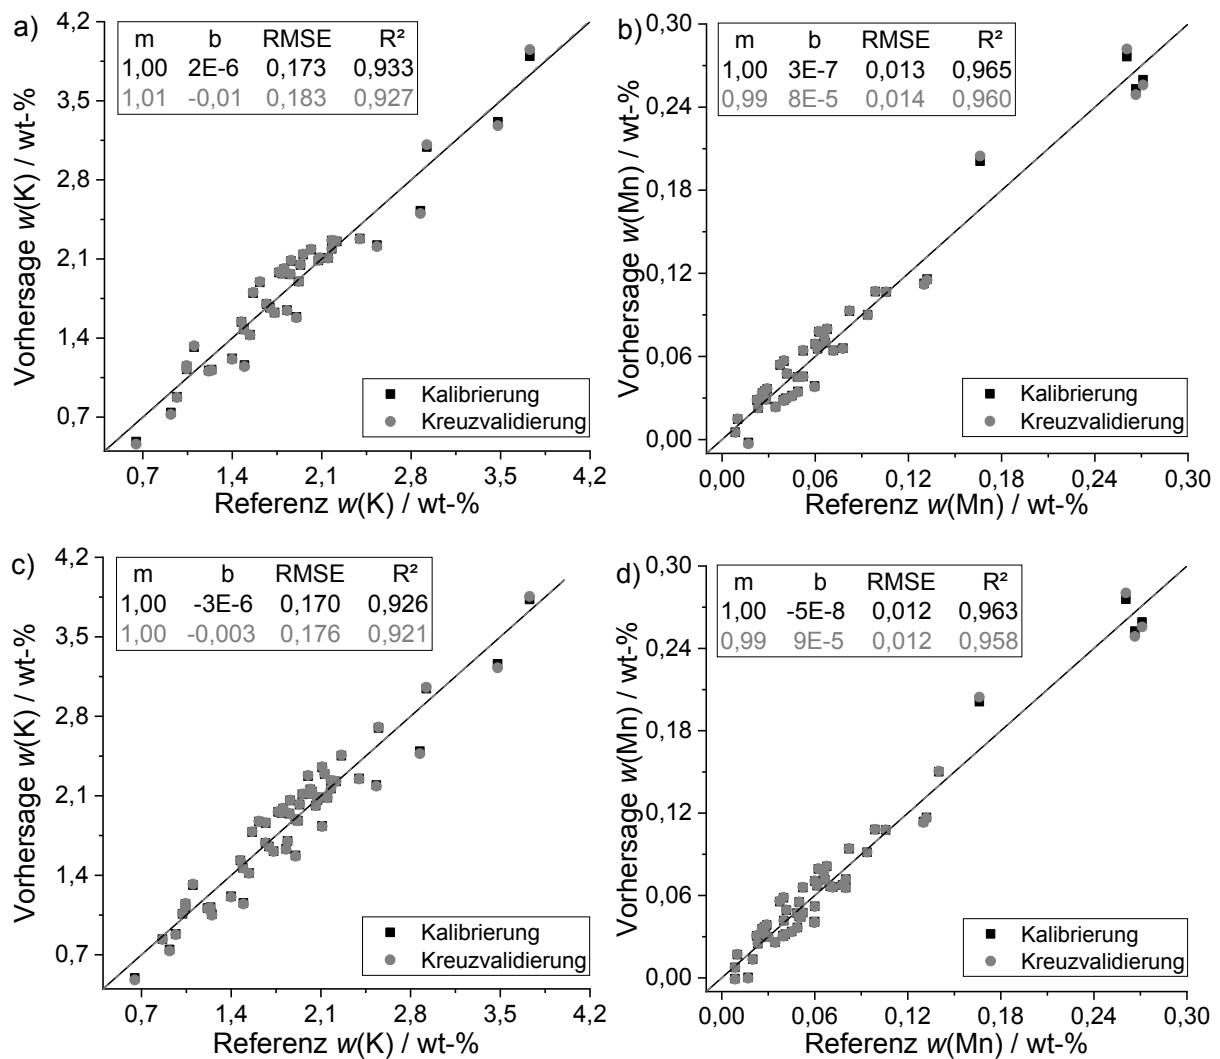 a)
m b RMSE R²
1,00 2E-6 0,173 0,933
1,01 -0,01 0,183 0,927
4,2
3,5
2,8
2,1
1,4
0,7
Vorhersage w(K) / wt-%
Kalibrierung
Kreuzvalidierung
0,7 1,4 2,1 2,8 3,5 4,2
Referenz w(K) / wt-%
b)
m b RMSE R²
1,00 3E-7 0,013 0,965
0,99 8E-5 0,014 0,960
0,30
0,24
0,18
0,12
0,06
0,00
Vorhersage w(Mn) / wt-%
Kalibrierung
Kreuzvalidierung
0,00 0,06 0,12 0,18 0,24 0,30
Referenz w(Mn) / wt-%
c)
m b RMSE R²
1,00 -3E-6 0,170 0,926
1,00 -0,003 0,176 0,921
4,2
3,5
2,8
2,1
1,4
0,7
Vorhersage w(K) / wt-%
Kalibrierung
Kreuzvalidierung
0,7 1,4 2,1 2,8 3,5 4,2
Referenz w(K) / wt-%
d)
m b RMSE R²
1,00 -5E-8 0,012 0,963
0,99 9E-5 0,012 0,958
0,30
0,24
0,18
0,12
0,06
0,00
Vorhersage w(Mn) / wt-%
Kalibrierung
Kreuzvalidierung
0,00 0,06 0,12 0,18 0,24 0,30
Referenz w(Mn) / wt-%